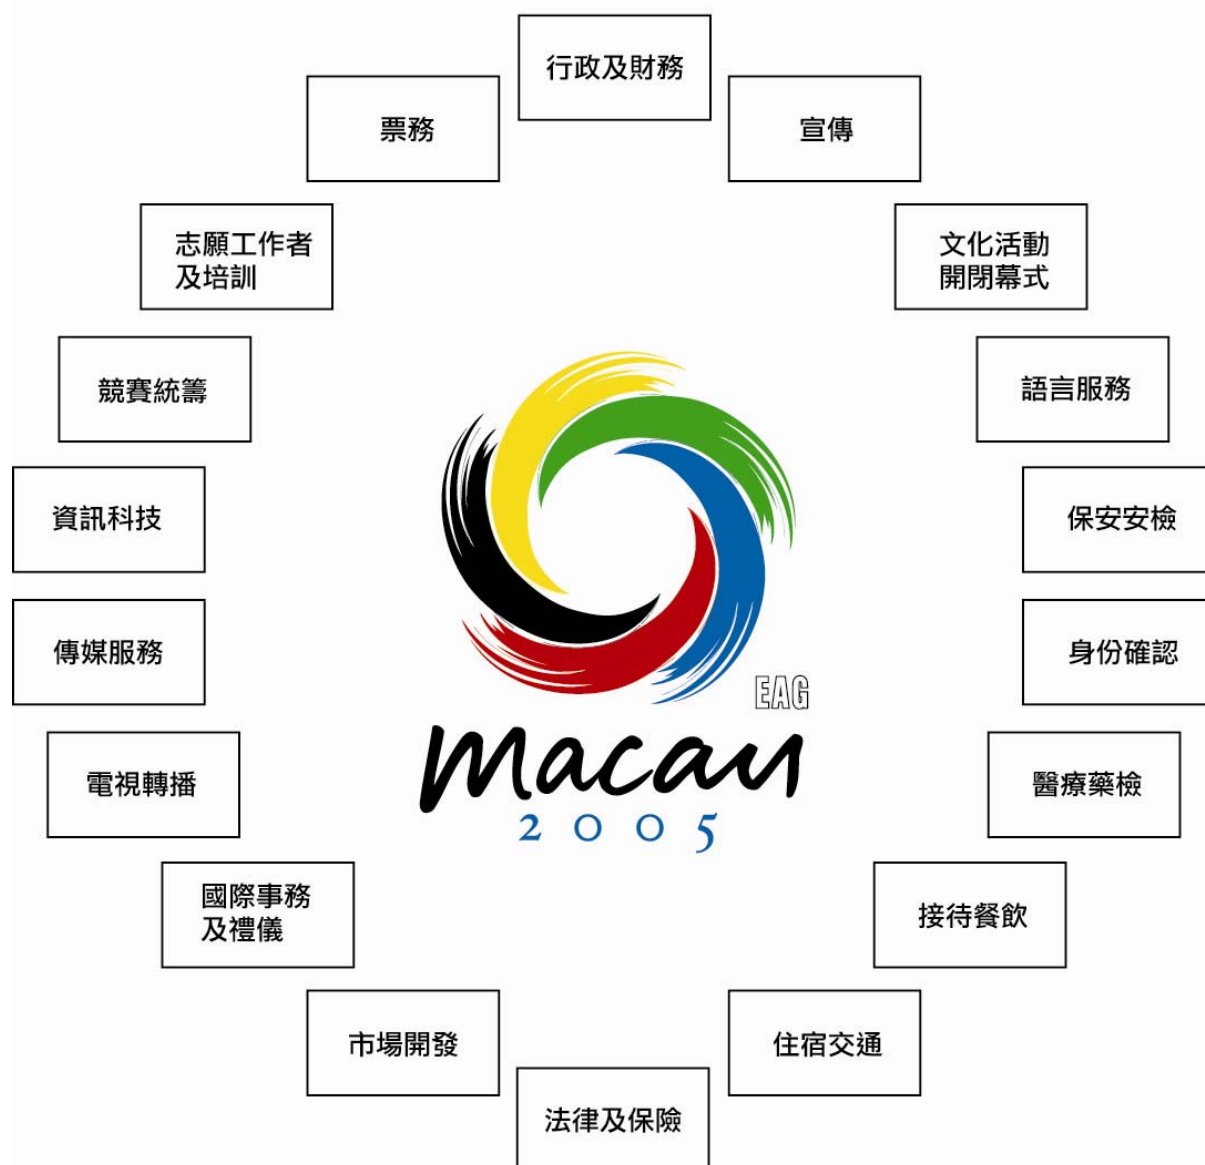 行政及財務
票務
宣傳
志願工作者
及培訓
文化活動
開閉幕式
競賽統籌
語言服務
資訊科技
保安安檢
傳媒服務
身份確認
EAG
macau
2005
電視轉播
醫療藥檢
國際事務
及禮儀
接待餐飲
市場開發
住宿交通
法律及保險